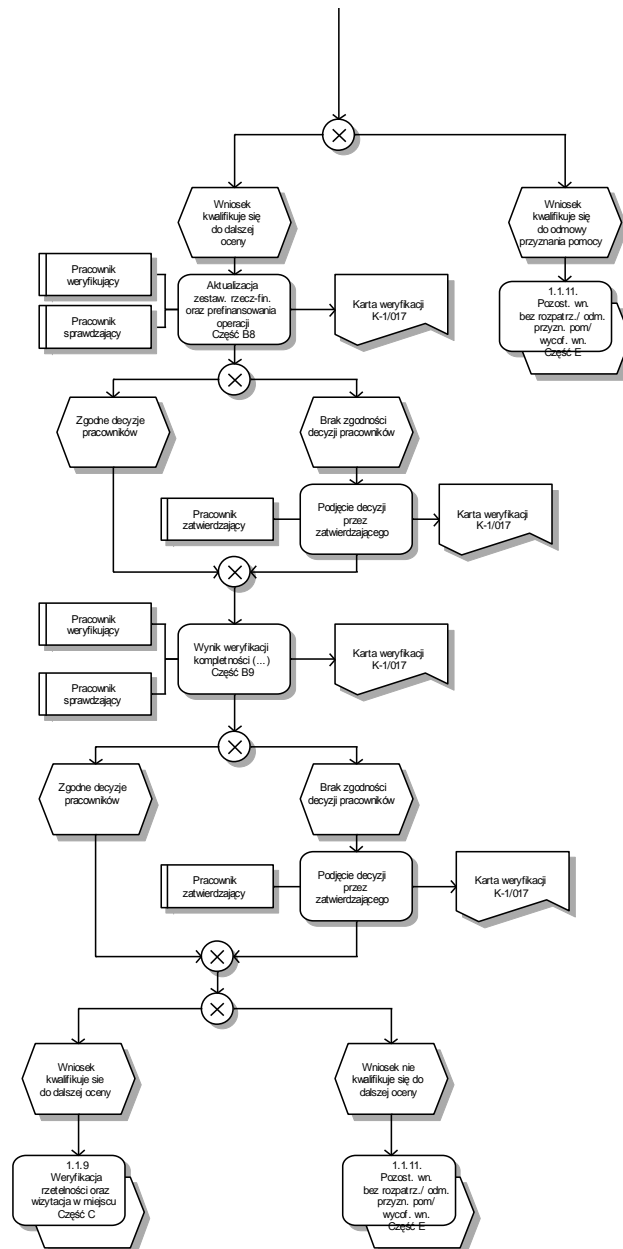 Wniosek
kwalifikuje się
do dalszej
oceny
Wniosek
kwalifikuje się
do odmowy
przyznania pomocy
Pracownik
weryfikujący
Pracownik
sprawdzający
Aktualizacja
zestaw. rzecz-fin.
oraz prefinansowania
operacji
Część B8
Karta weryfikacji
K-1/017
1.1.11.
Pozost. wn.
bez rozpatrz./ odm.
przyzn. pom/
wycof. wn.
Część E
Zgodne decyzje
pracowników
Brak zgodności
decyzji pracowników
Pracownik
zatwierdzający
Podjęcie decyzji
przez
zatwierdzającego
Karta weryfikacji
K-1/017
Pracownik
weryfikujący
Pracownik
sprawdzający
Wynik weryfikacji
kompletności (...)
Część B9
Karta weryfikacji
K-1/017
Zgodne decyzje
pracowników
Brak zgodności
decyzji pracowników
Pracownik
zatwierdzający
Podjęcie decyzji
przez
zatwierdzającego
Karta weryfikacji
K-1/017
Wniosek
kwalifikuje sie
do dalszej oceny
Wniosek nie
kwalifikuje się do
dalszej oceny
1.1.9
Weryfikacja
rzetelności oraz
wizytacja w miejscu
Część C
1.1.11.
Pozost. wn.
bez rozpatrz./ odm.
przyzn. pom/
wycof. wn.
Część E